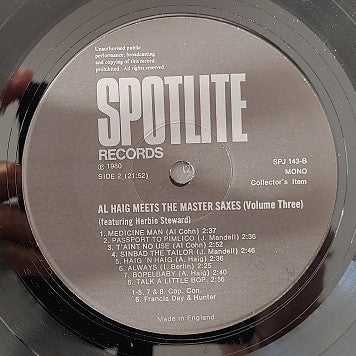 Unauthorised public
performance, broadcasting
and copying of this record
prohibited. All rights reserved.
SPOTLITE
RECORDS
℗ 1980
SIDE 2 (21:52)
SPJ 143-B
MONO
Collector's Item
AL HAIG MEETS THE MASTER SAXES (Volume Three)
(featuring Herbie Steward)
1. MEDICINE MAN (Al Cohn) 2:37
2. PASSPORT TO PIMLICO (J. Mandell) 2:38
3. T'AINT NO USE (Al Cohn) 2:52
4. SINBAD THE TAILOR (J. Mandell) 2:46
5. HAIG 'N HAIG (A. Haig) 2:36
6. ALWAYS (I. Berlin) 2:25
7. BOPELBABY (A. Haig) 2:40
8. TALK A LITTLE BOP. 2:56
1-5, 7 & 8. Cop. Con.
6 - Francis Day & Hunter
Made in England